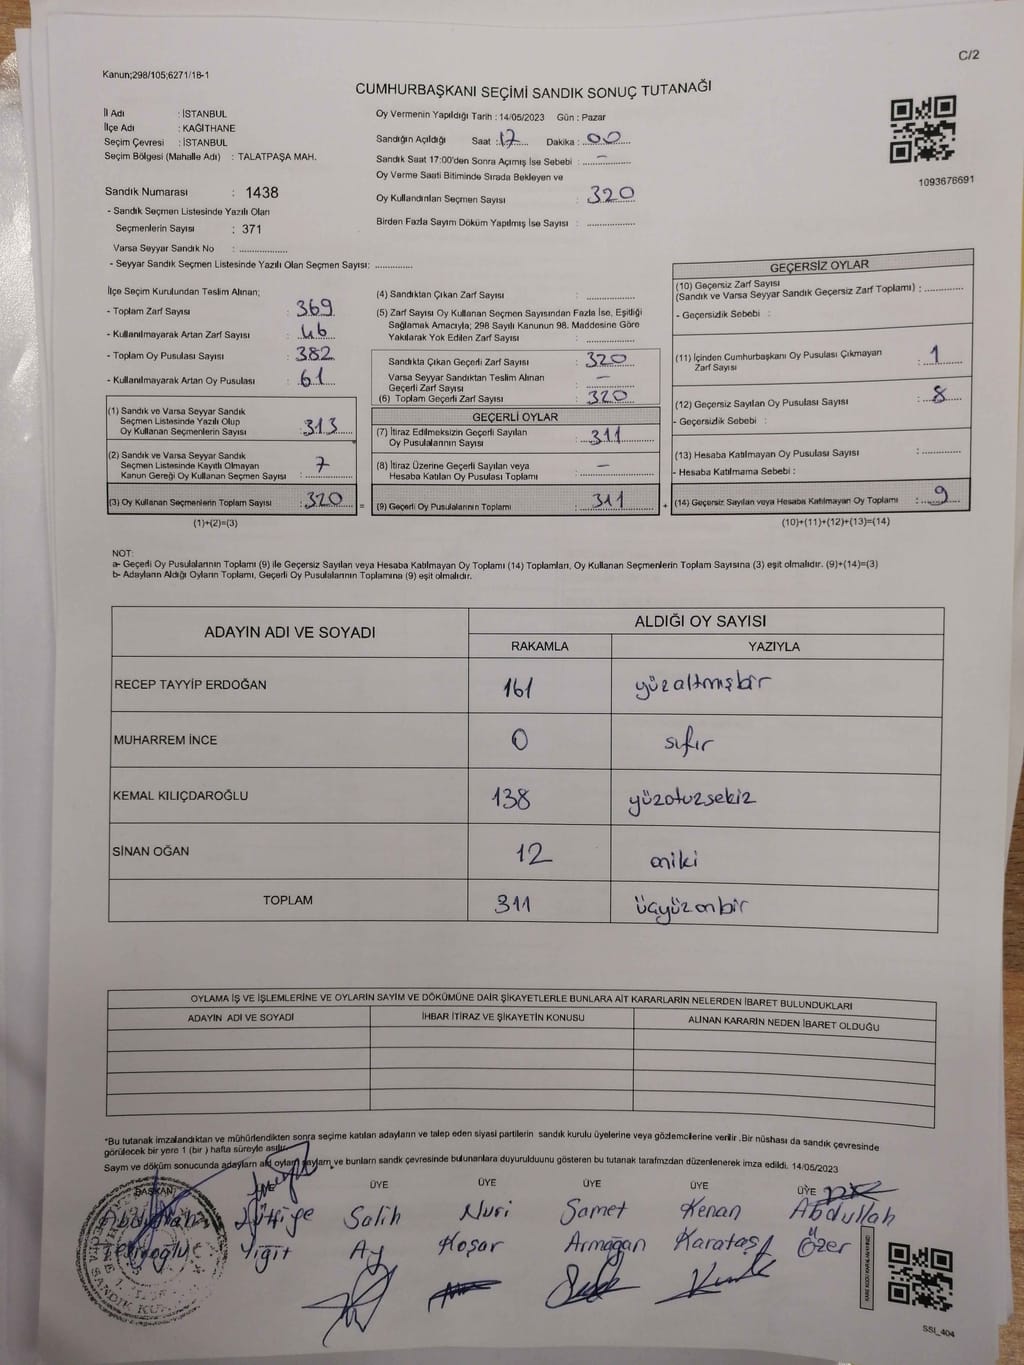 C/2
Kanun;298/105;6271/18-1
CUMHURBAŞKANI SEÇİMİ SANDIK SONUÇ TUTANAĞI
İl Adı : İSTANBUL
İlçe Adı : KAĞITHANE
Seçim Çevresi : İSTANBUL
Seçim Bölgesi (Mahalle Adı) : TALATPAŞA MAH.
Sandık Numarası : 1438
- Sandık Seçmen Listesinde Yazılı Olan
Seçmenlerin Sayısı : 371
Varsa Seyyar Sandık No : ................
- Seyyar Sandık Seçmen Listesinde Yazılı Olan Seçmen Sayısı: .............
Oy Vermenin Yapıldığı Tarih : 14/05/2023 Gün : Pazar
Sandığın Açıldığı Saat : 17 Dakika : 00
Sandık Saat 17:00'den Sonra Açımış İse Sebebi : –
Oy Verme Saati Bitiminde Sırada Bekleyen ve
Oy Kullandırılan Seçmen Sayısı : 320
Birden Fazla Sayım Döküm Yapılmış İse Sayısı : ................
1093676691
İlçe Seçim Kurulundan Teslim Alınan;
- Toplam Zarf Sayısı : 369
- Kullanılmayarak Artan Zarf Sayısı : 46
- Toplam Oy Pusulası Sayısı : 382
- Kullanılmayarak Artan Oy Pusulası : 61
(1) Sandık ve Varsa Seyyar Sandık
Seçmen Listesinde Yazılı Olup
Oy Kullanan Seçmenlerin Sayısı : 313
(2) Sandık ve Varsa Seyyar Sandık
Seçmen Listesinde Kayıtlı Olmayan
Kanun Gereği Oy Kullanan Seçmen Sayısı : 7
(3) Oy Kullanan Seçmenlerin Toplam Sayısı : 320 =
(1)+(2)=(3)
(4) Sandıktan Çıkan Zarf Sayısı : ................
(5) Zarf Sayısı Oy Kullanan Seçmen Sayısından Fazla İse, Eşitliği
Sağlamak Amacıyla; 298 Sayılı Kanunun 98. Maddesine Göre
Yakılarak Yok Edilen Zarf Sayısı : ................
Sandıkta Çıkan Geçerli Zarf Sayısı : 320
Varsa Seyyar Sandıktan Teslim Alınan
Geçerli Zarf Sayısı : –
(6) Toplam Geçerli Zarf Sayısı : 320
GEÇERLİ OYLAR
(7) İtiraz Edilmeksizin Geçerli Sayılan
Oy Pusulalarının Sayısı : 311
(8) İtiraz Üzerine Geçerli Sayılan veya
Hesaba Katılan Oy Pusulası Toplamı : –
(9) Geçerli Oy Pusulalarının Toplamı : 311 +
GEÇERSİZ OYLAR
(10) Geçersiz Zarf Sayısı
(Sandık ve Varsa Seyyar Sandık Geçersiz Zarf Toplamı) : .............
- Geçersizlik Sebebi :
(11) İçinden Cumhurbaşkanı Oy Pusulası Çıkmayan
Zarf Sayısı : 1
(12) Geçersiz Sayılan Oy Pusulası Sayısı : 8
- Geçersizlik Sebebi :
(13) Hesaba Katılmayan Oy Pusulası Sayısı : .............
- Hesaba Katılmama Sebebi :
(14) Geçersiz Sayılan veya Hesaba Katılmayan Oy Toplamı : 9
(10)+(11)+(12)+(13)=(14)
NOT:
a- Geçerli Oy Pusulalarının Toplamı (9) ile Geçersiz Sayılan veya Hesaba Katılmayan Oy Toplamı (14) Toplamları, Oy Kullanan Seçmenlerin Toplam Sayısına (3) eşit olmalıdır. (9)+(14)=(3)
b- Adayların Aldığı Oyların Toplamı, Geçerli Oy Pusulalarının Toplamına (9) eşit olmalıdır.
ADAYIN ADI VE SOYADI
ALDIĞI OY SAYISI
RAKAMLA YAZIYLA
RECEP TAYYİP ERDOĞAN 161 yüzaltmışbir
MUHARREM İNCE 0 sıfır
KEMAL KILIÇDAROĞLU 138 yüzotuzsekiz
SİNAN OĞAN 12 oniki
TOPLAM 311 üçyüzonbir
OYLAMA İŞ VE İŞLEMLERİNE VE OYLARIN SAYIM VE DÖKÜMÜNE DAİR ŞİKAYETLERLE BUNLARA AİT KARARLARIN NELERDEN İBARET BULUNDUKLARI
ADAYIN ADI VE SOYADI İHBAR İTİRAZ VE ŞİKAYETİN KONUSU ALINAN KARARIN NEDEN İBARET OLDUĞU
*Bu tutanak imzalandıktan ve mühürlendikten sonra seçime katılan adayların ve talep eden siyasi partilerin sandık kurulu üyelerine veya gözlemcilerine verilir .Bir nüshası da sandık çevresinde
görülecek bir yere 1 (bir ) hafta süreyle asılır.
Sayım ve döküm sonucunda adayların ve bunların sandık çevresinde bulunanlara duyurulduunu gösteren bu tutanak tarafmzdan düzenlenerek imza edildi. 14/05/2023
BAŞKAN ÜYE ÜYE ÜYE ÜYE ÜYE
Abdullah Lütfiye Salih Nuri Samet Kenan Abdullah
Yiğit Ay Koşar Armağan Karataş Özer
SSI_404